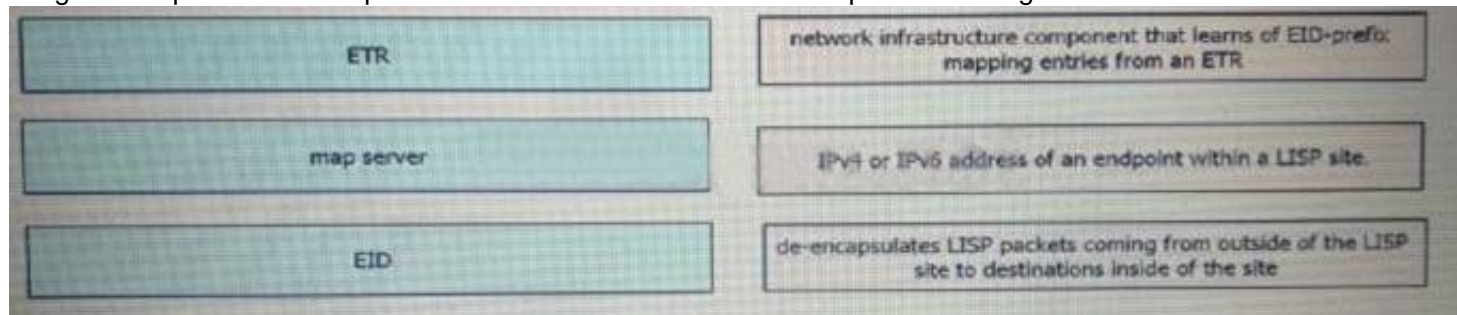 ETR
network infrastructure component that learns of EID-prefix
mapping entries from an ETR
map server
IPv4 or IPv6 address of an endpoint within a LISP site.
EID
de-encapsulates LISP packets coming from outside of the LISP
site to destinations inside of the site